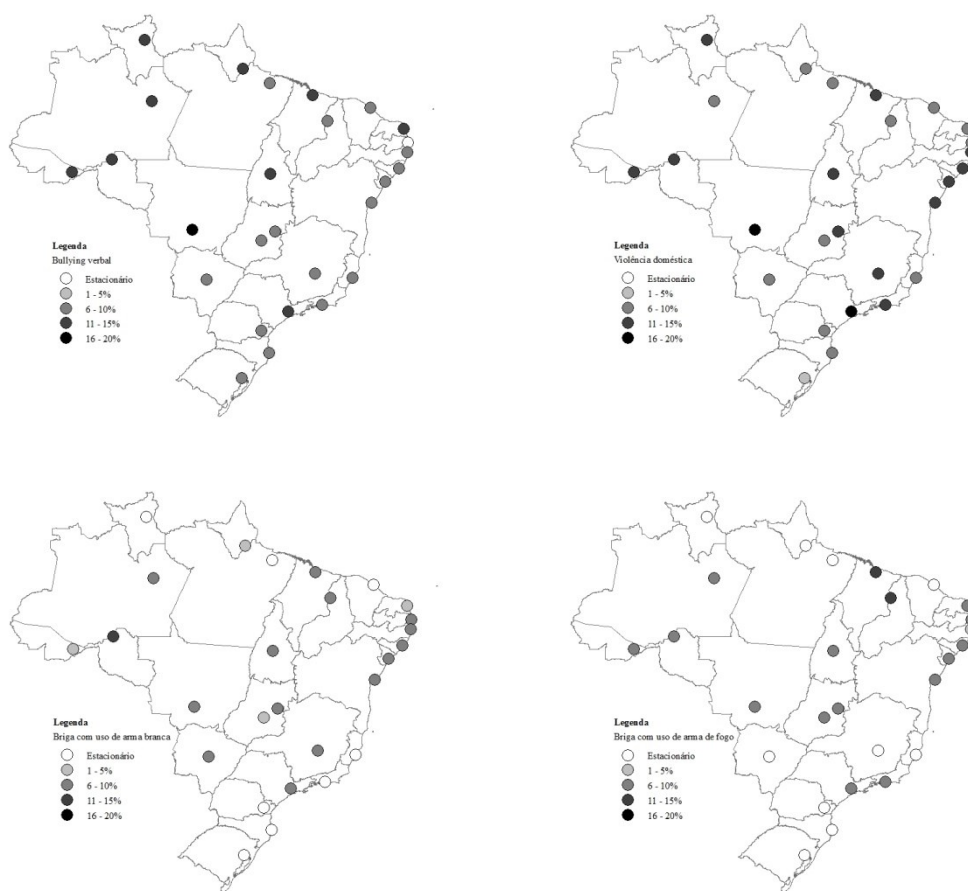 Legenda
Bullying verbal
Estacionário
1 - 5%
6 - 10%
11 - 15%
16 - 20%
Legenda
Violência doméstica
Estacionário
1 - 5%
6 - 10%
11 - 15%
16 - 20%
Legenda
Briga com uso de arma branca
Estacionário
1 - 5%
6 - 10%
11 - 15%
16 - 20%
Legenda
Briga com uso de arma de fogo
Estacionário
1 - 5%
6 - 10%
11 - 15%
16 - 20%